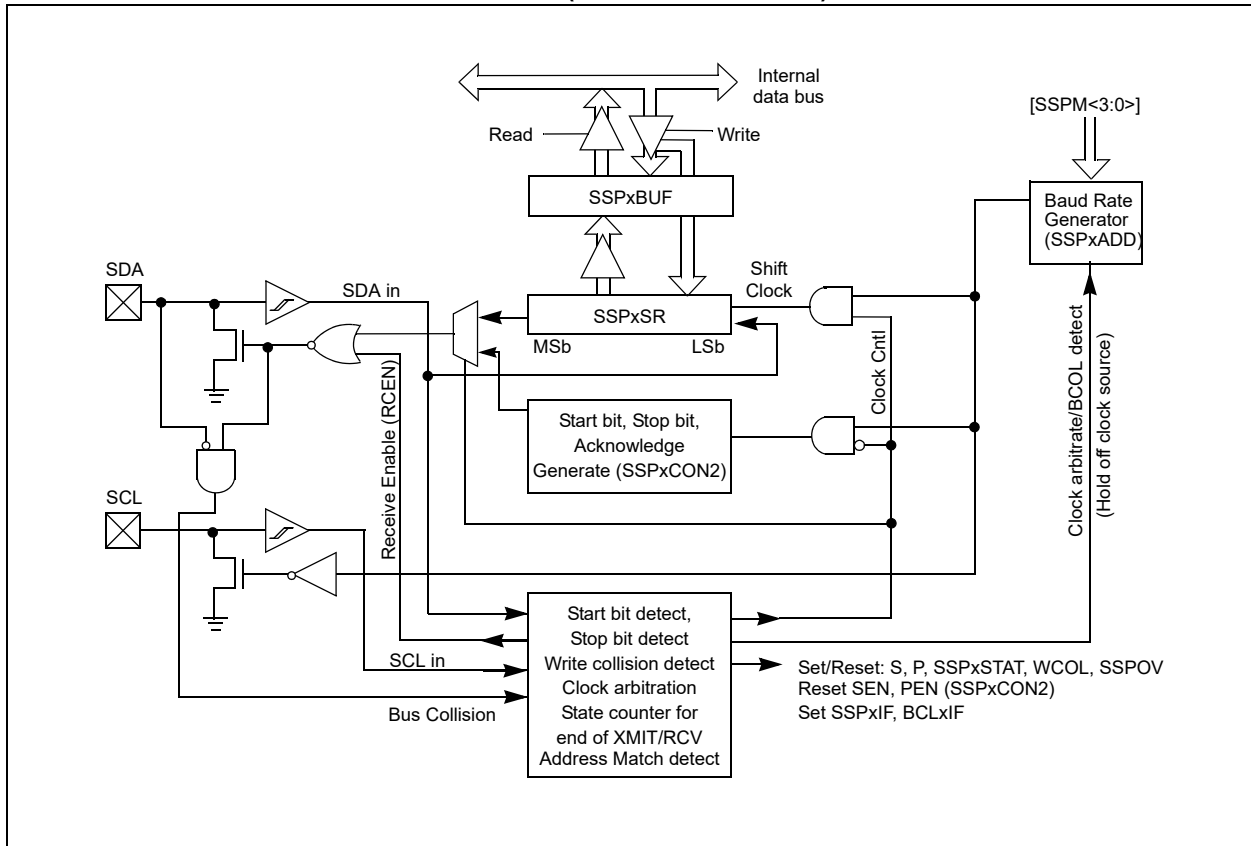 Internal
data bus
[SSPM<3:0>]
Read
Write
SSPxBUF
Baud Rate
Generator
(SSPxADD)
SDA
SDA in
Shift
Clock
SSPxSR
MSb
LSb
Receive Enable (RCEN)
Clock Cntl
Clock arbitrate/BCOL detect
(Hold off clock source)
Start bit, Stop bit,
Acknowledge
Generate (SSPxCON2)
SCL
SCL in
Bus Collision
Start bit detect,
Stop bit detect
Write collision detect
Clock arbitration
State counter for
end of XMIT/RCV
Address Match detect
Set/Reset: S, P, SSPxSTAT, WCOL, SSPOV
Reset SEN, PEN (SSPxCON2)
Set SSPxIF, BCLxIF